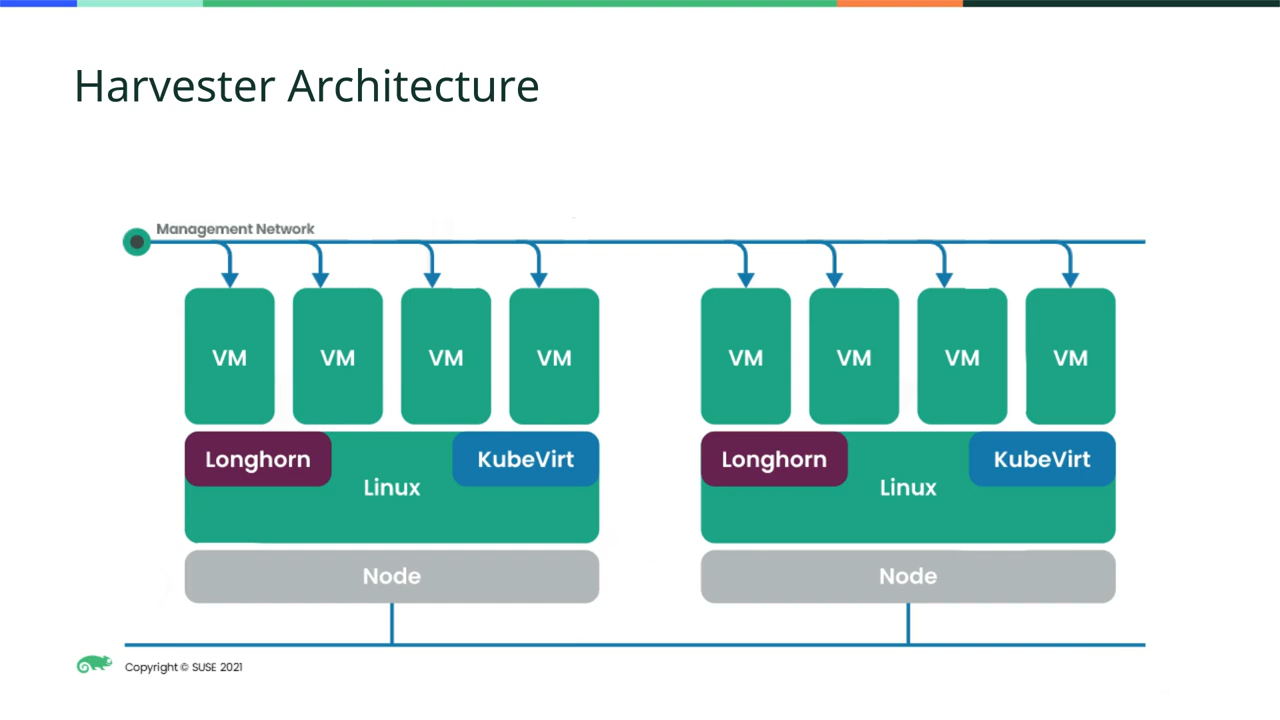 Harvester Architecture
Management Network
VM VM VM VM VM VM VM VM
Longhorn KubeVirt Longhorn KubeVirt
Linux Linux
Node Node
Copyright © SUSE 2021